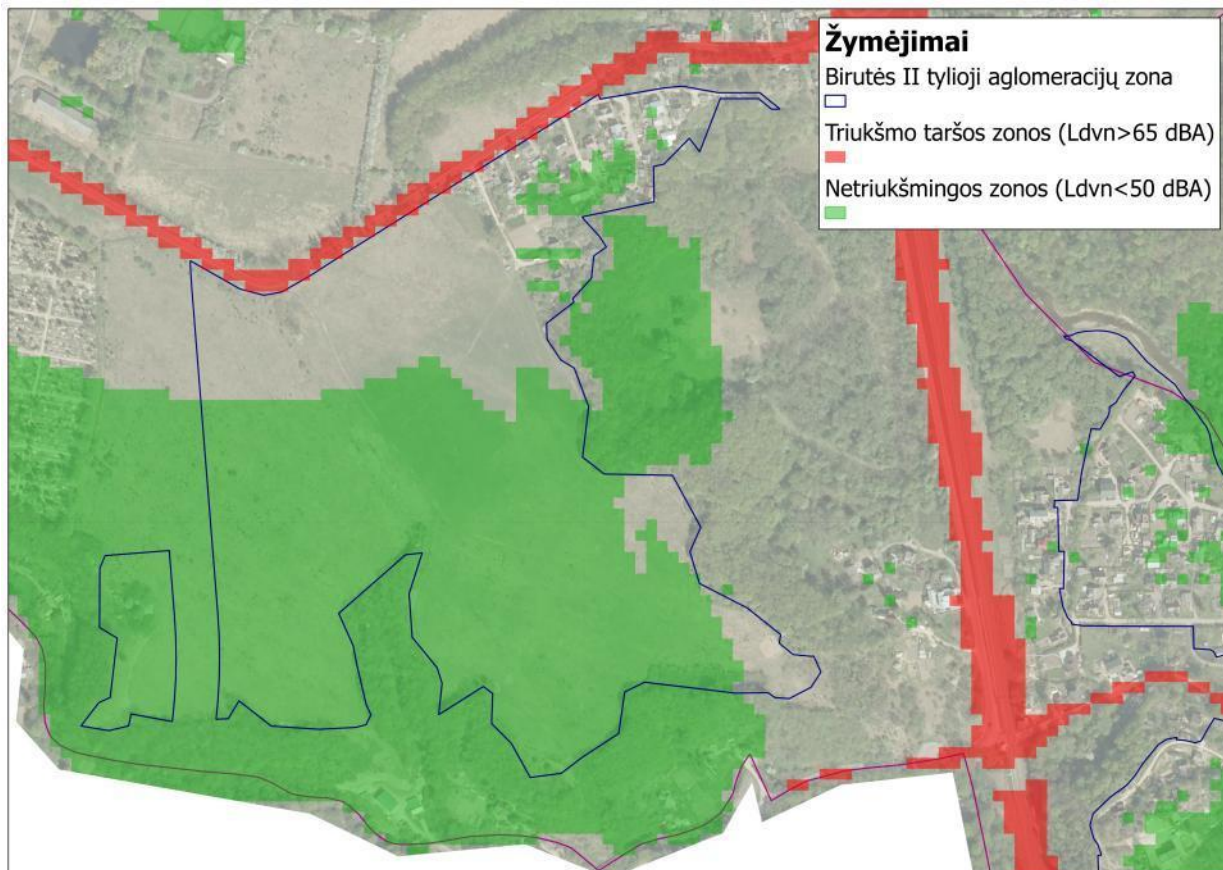 Žymėjimai
Birutės II tylioji aglomeracijų zona
Triukšmo taršos zonos (Ldvn>65 dBA)
Netriukšmingos zonos (Ldvn<50 dBA)